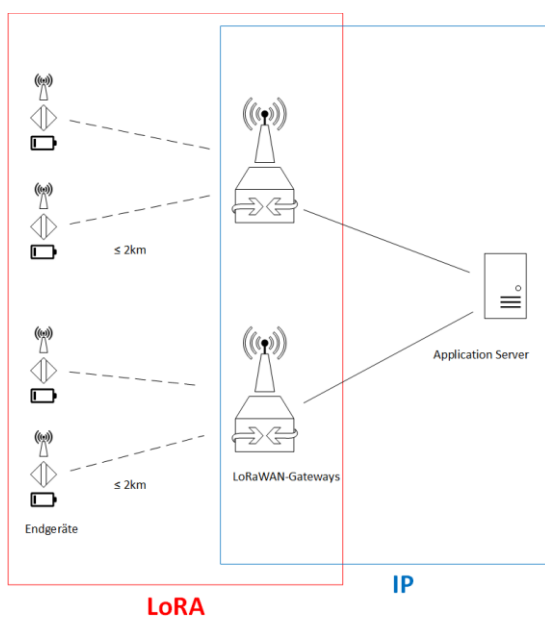 ≤ 2km
Application Server
LoRaWAN-Gateways
≤ 2km
Endgeräte
IP
LoRA